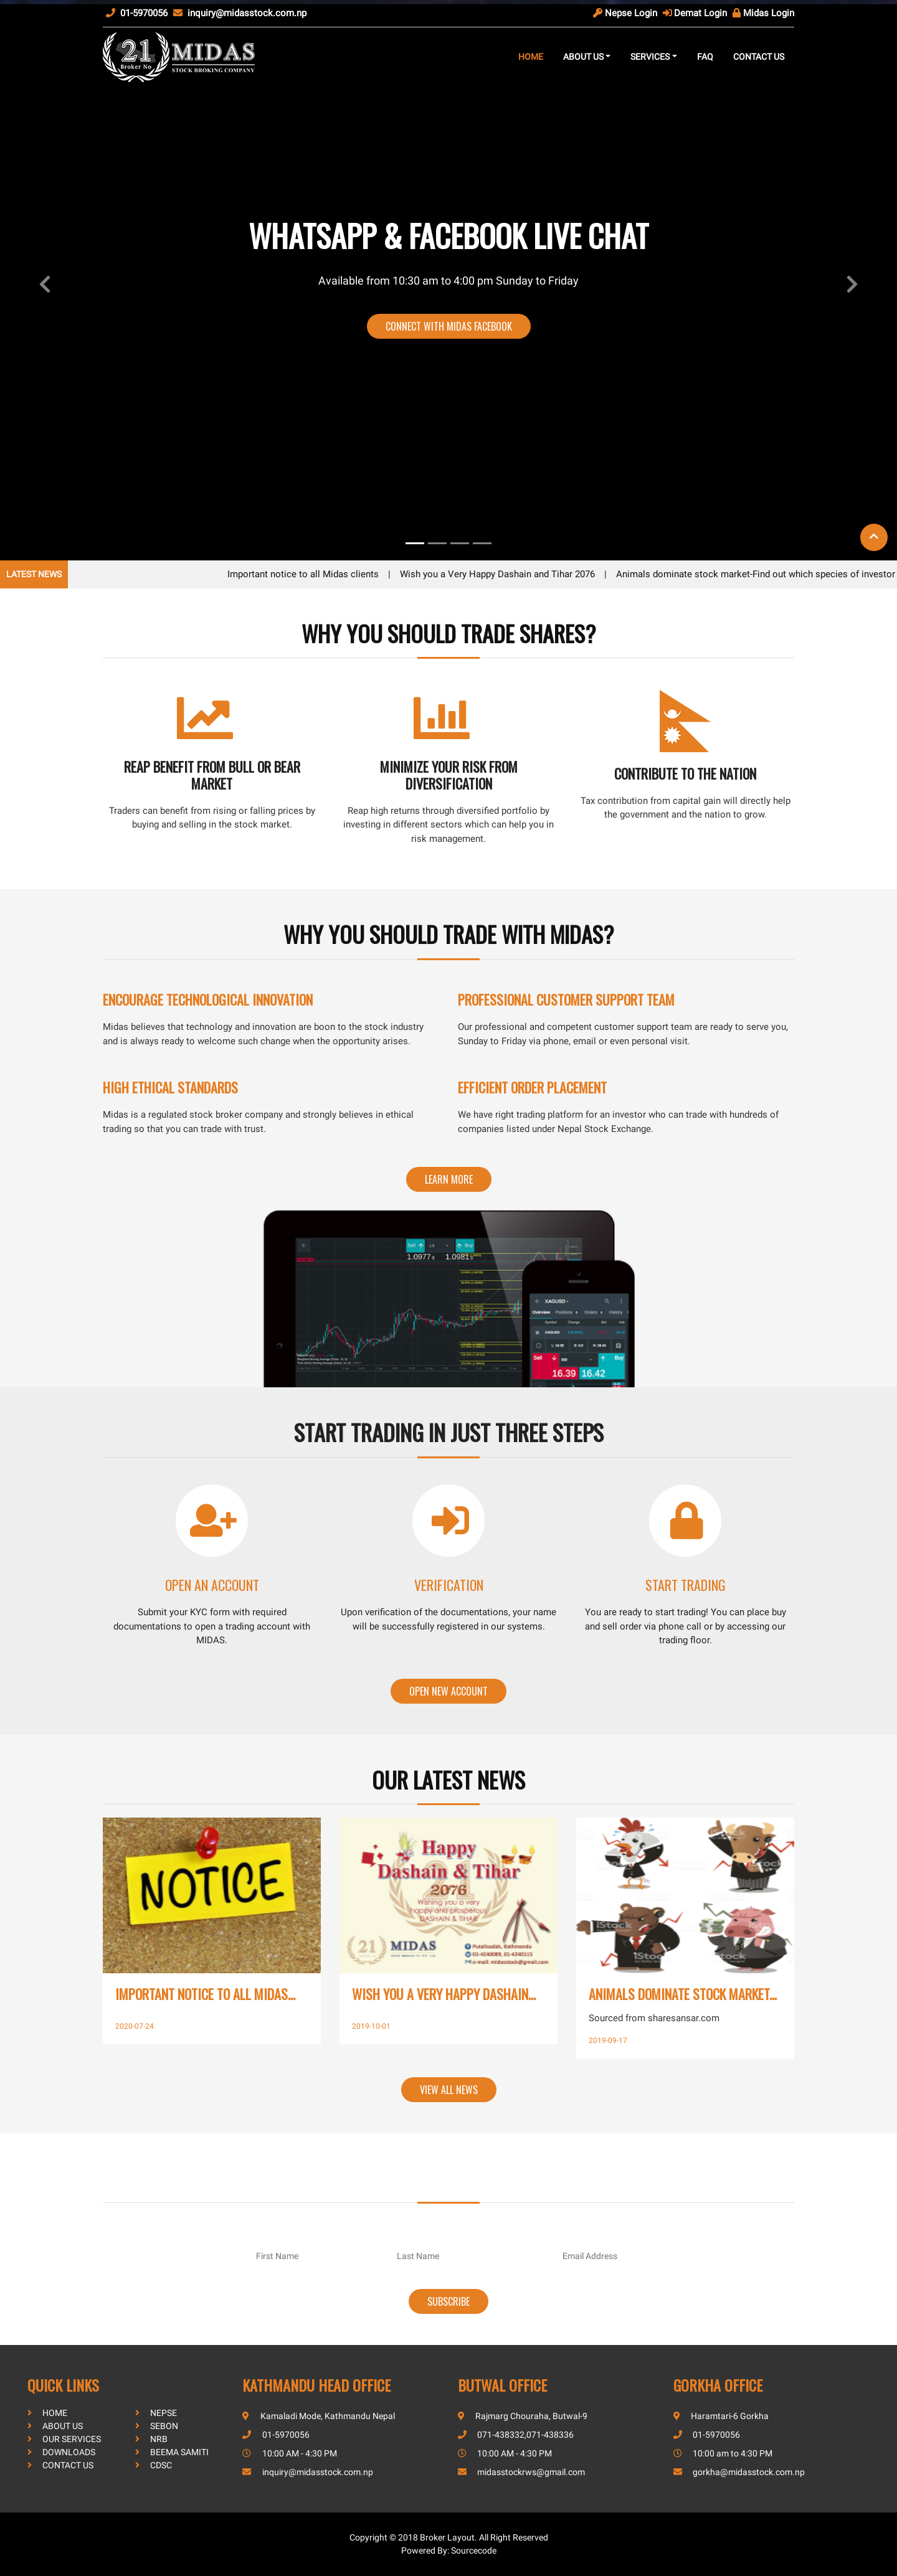 01-5970056 inquiry@midasstock.com.np Nepse Login Demat Login Midas Login
21 Broker No MIDAS STOCK BROKING COMPANY
HOME ABOUT US SERVICES FAQ CONTACT US
WHATSAPP & FACEBOOK LIVE CHAT
Available from 10:30 am to 4:00 pm Sunday to Friday
CONNECT WITH MIDAS FACEBOOK
LATEST NEWS Important notice to all Midas clients | Wish you a Very Happy Dashain and Tihar 2076 | Animals dominate stock market-Find out which species of investor
WHY YOU SHOULD TRADE SHARES?
REAP BENEFIT FROM BULL OR BEAR
MARKET
Traders can benefit from rising or falling prices by
buying and selling in the stock market.
MINIMIZE YOUR RISK FROM
DIVERSIFICATION
Reap high returns through diversified portfolio by
investing in different sectors which can help you in
risk management.
CONTRIBUTE TO THE NATION
Tax contribution from capital gain will directly help
the government and the nation to grow.
WHY YOU SHOULD TRADE WITH MIDAS?
ENCOURAGE TECHNOLOGICAL INNOVATION
Midas believes that technology and innovation are boon to the stock industry
and is always ready to welcome such change when the opportunity arises.
PROFESSIONAL CUSTOMER SUPPORT TEAM
Our professional and competent customer support team are ready to serve you,
Sunday to Friday via phone, email or even personal visit.
HIGH ETHICAL STANDARDS
Midas is a regulated stock broker company and strongly believes in ethical
trading so that you can trade with trust.
EFFICIENT ORDER PLACEMENT
We have right trading platform for an investor who can trade with hundreds of
companies listed under Nepal Stock Exchange.
LEARN MORE
Sell Buy
1.0977 1.0981
XAGUSD
Overview Positions Orders History
Symbol Change
XAGUSD
Sell Buy
16.39 16.42
START TRADING IN JUST THREE STEPS
OPEN AN ACCOUNT
Submit your KYC form with required
documentations to open a trading account with
MIDAS.
VERIFICATION
Upon verification of the documentations, your name
will be successfully registered in our systems.
START TRADING
You are ready to start trading! You can place buy
and sell order via phone call or by accessing our
trading floor.
OPEN NEW ACCOUNT
OUR LATEST NEWS
NOTICE
IMPORTANT NOTICE TO ALL MIDAS...
2020-07-24
Happy
Dashain & Tihar
2076
Wishing you a very
happy and prosperous
DASHAIN & TIHAR
21 MIDAS
Putalisadak, Kathmandu
01-4240089, 01-4240115
e-mail: midasstock@gmail.com
WISH YOU A VERY HAPPY DASHAIN...
2019-10-01
iStock
iStock
ANIMALS DOMINATE STOCK MARKET...
Sourced from sharesansar.com
2019-09-17
VIEW ALL NEWS
First Name Last Name Email Address
SUBSCRIBE
QUICK LINKS
HOME
ABOUT US
OUR SERVICES
DOWNLOADS
CONTACT US
NEPSE
SEBON
NRB
BEEMA SAMITI
CDSC
KATHMANDU HEAD OFFICE
Kamaladi Mode, Kathmandu Nepal
01-5970056
10:00 AM - 4:30 PM
inquiry@midasstock.com.np
BUTWAL OFFICE
Rajmarg Chouraha, Butwal-9
071-438332,071-438336
10:00 AM - 4:30 PM
midasstockrws@gmail.com
GORKHA OFFICE
Haramtari-6 Gorkha
01-5970056
10:00 am to 4:30 PM
gorkha@midasstock.com.np
Copyright © 2018 Broker Layout. All Right Reserved
Powered By: Sourcecode